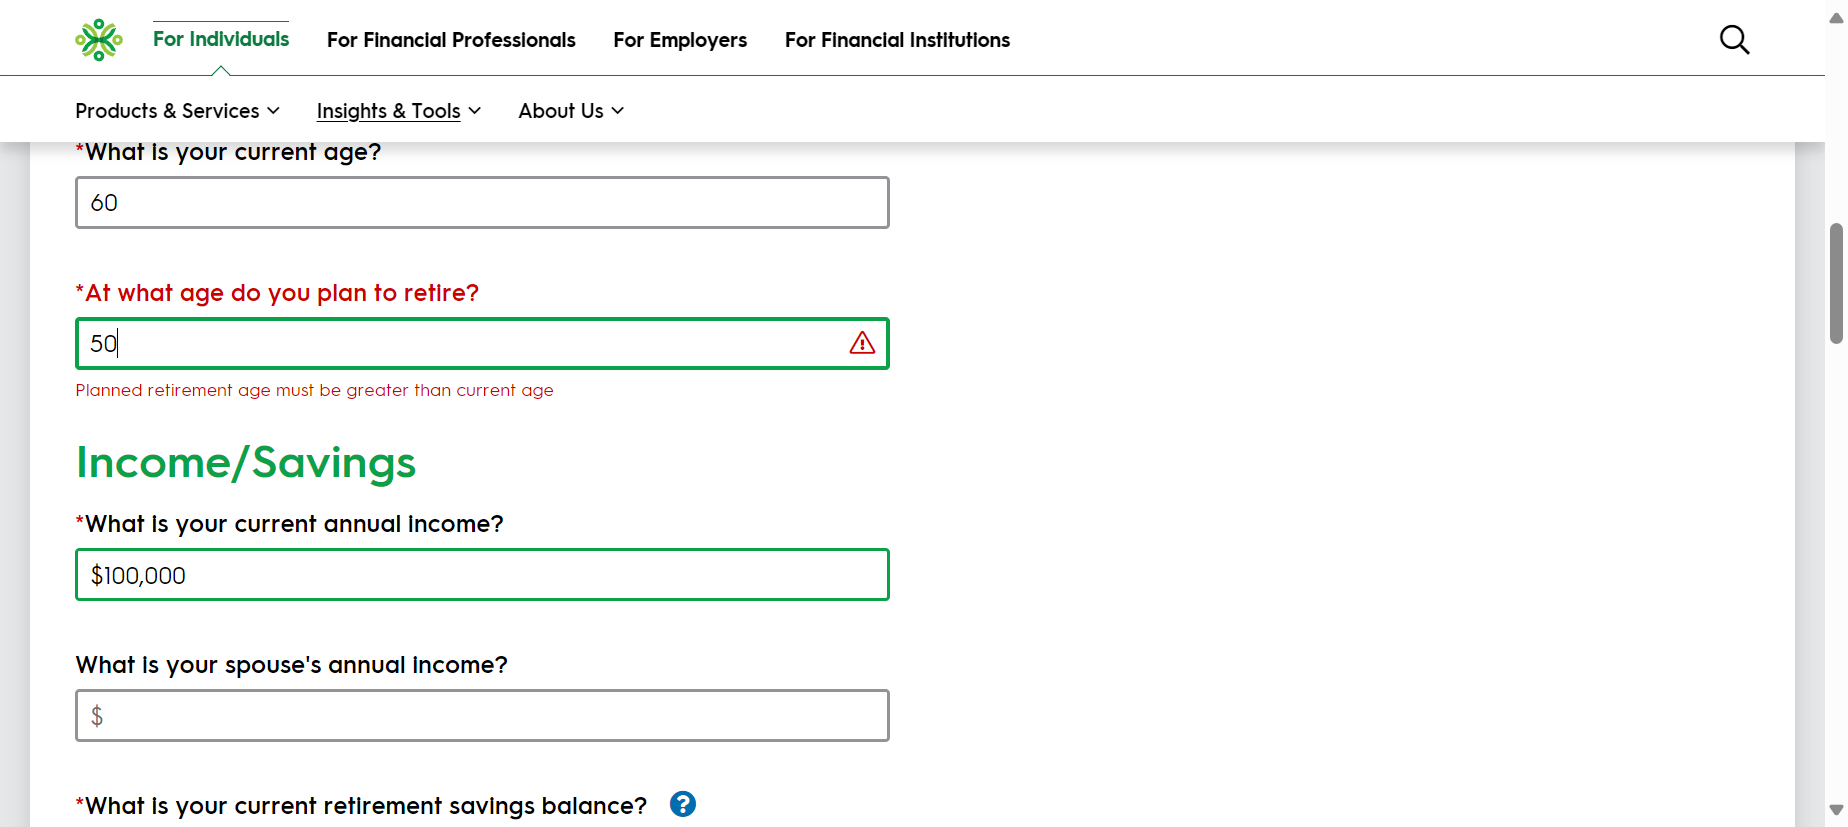 For Individuals For Financial Professionals For Employers For Financial Institutions
Products & Services Insights & Tools About Us
*What is your current age?
60
*At what age do you plan to retire?
50
Planned retirement age must be greater than current age
Income/Savings
*What is your current annual income?
$100,000
What is your spouse's annual income?
$
*What is your current retirement savings balance? ?